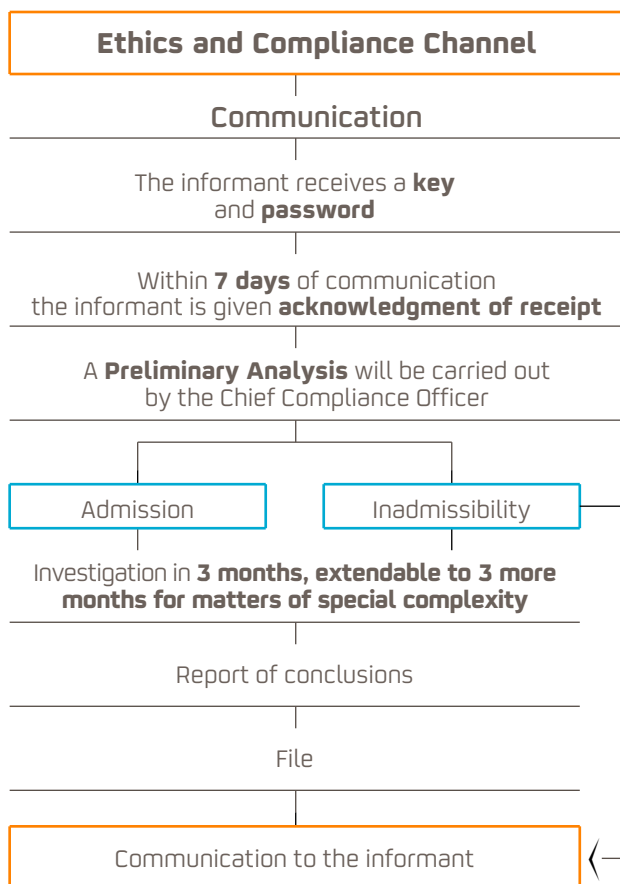 Ethics and Compliance Channel
Communication
The informant receives a key
and password
Within 7 days of communication
the informant is given acknowledgment of receipt
A Preliminary Analysis will be carried out
by the Chief Compliance Officer
Admission
Inadmissibility
Investigation in 3 months, extendable to 3 more
months for matters of special complexity
Report of conclusions
File
Communication to the informant